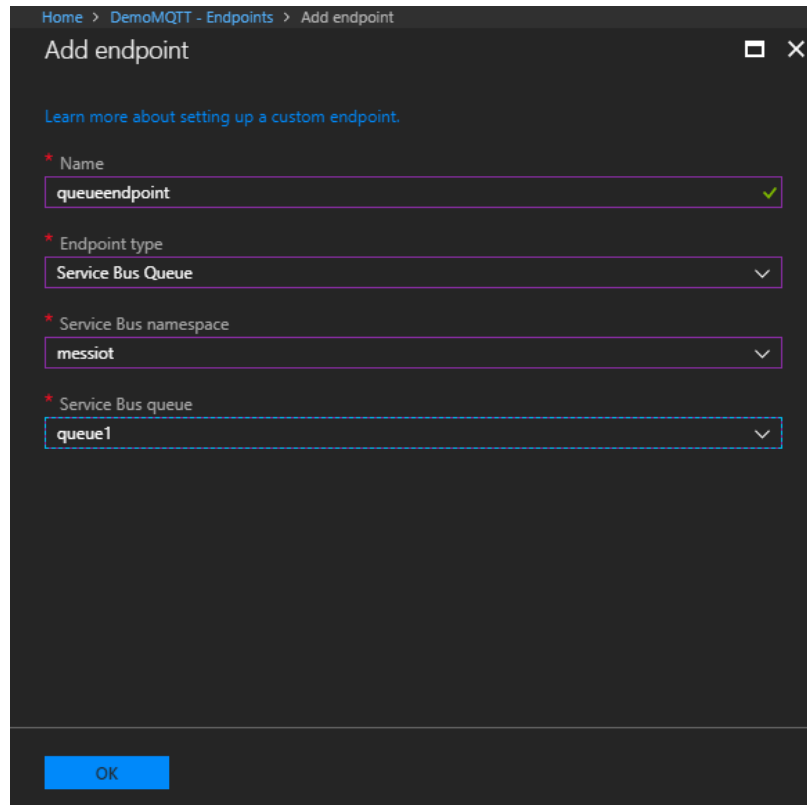 Home > DemoMQTT - Endpoints > Add endpoint
Add endpoint
Learn more about setting up a custom endpoint.
* Name
queueendpoint
* Endpoint type
Service Bus Queue
* Service Bus namespace
messiot
* Service Bus queue
queue1
OK